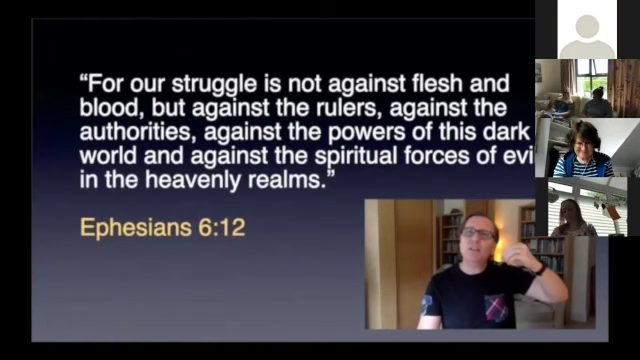 “For our struggle is not against flesh and
blood, but against the rulers, against the
authorities, against the powers of this dark
world and against the spiritual forces of evi
in the heavenly realms.”
Ephesians 6:12